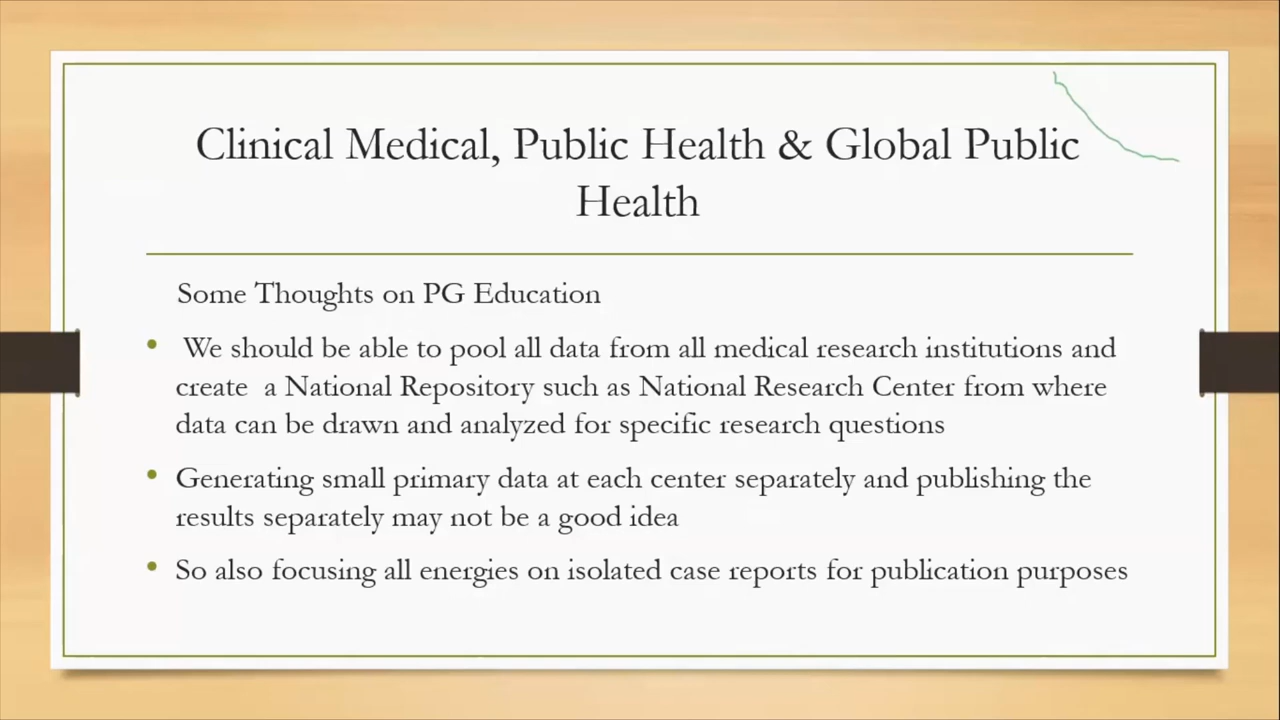 Clinical Medical, Public Health & Global Public
Health
Some Thoughts on PG Education
• We should be able to pool all data from all medical research institutions and
create  a National Repository such as National Research Center from where
data can be drawn and analyzed for specific research questions
• Generating small primary data at each center separately and publishing the
results separately may not be a good idea
• So also focusing all energies on isolated case reports for publication purposes